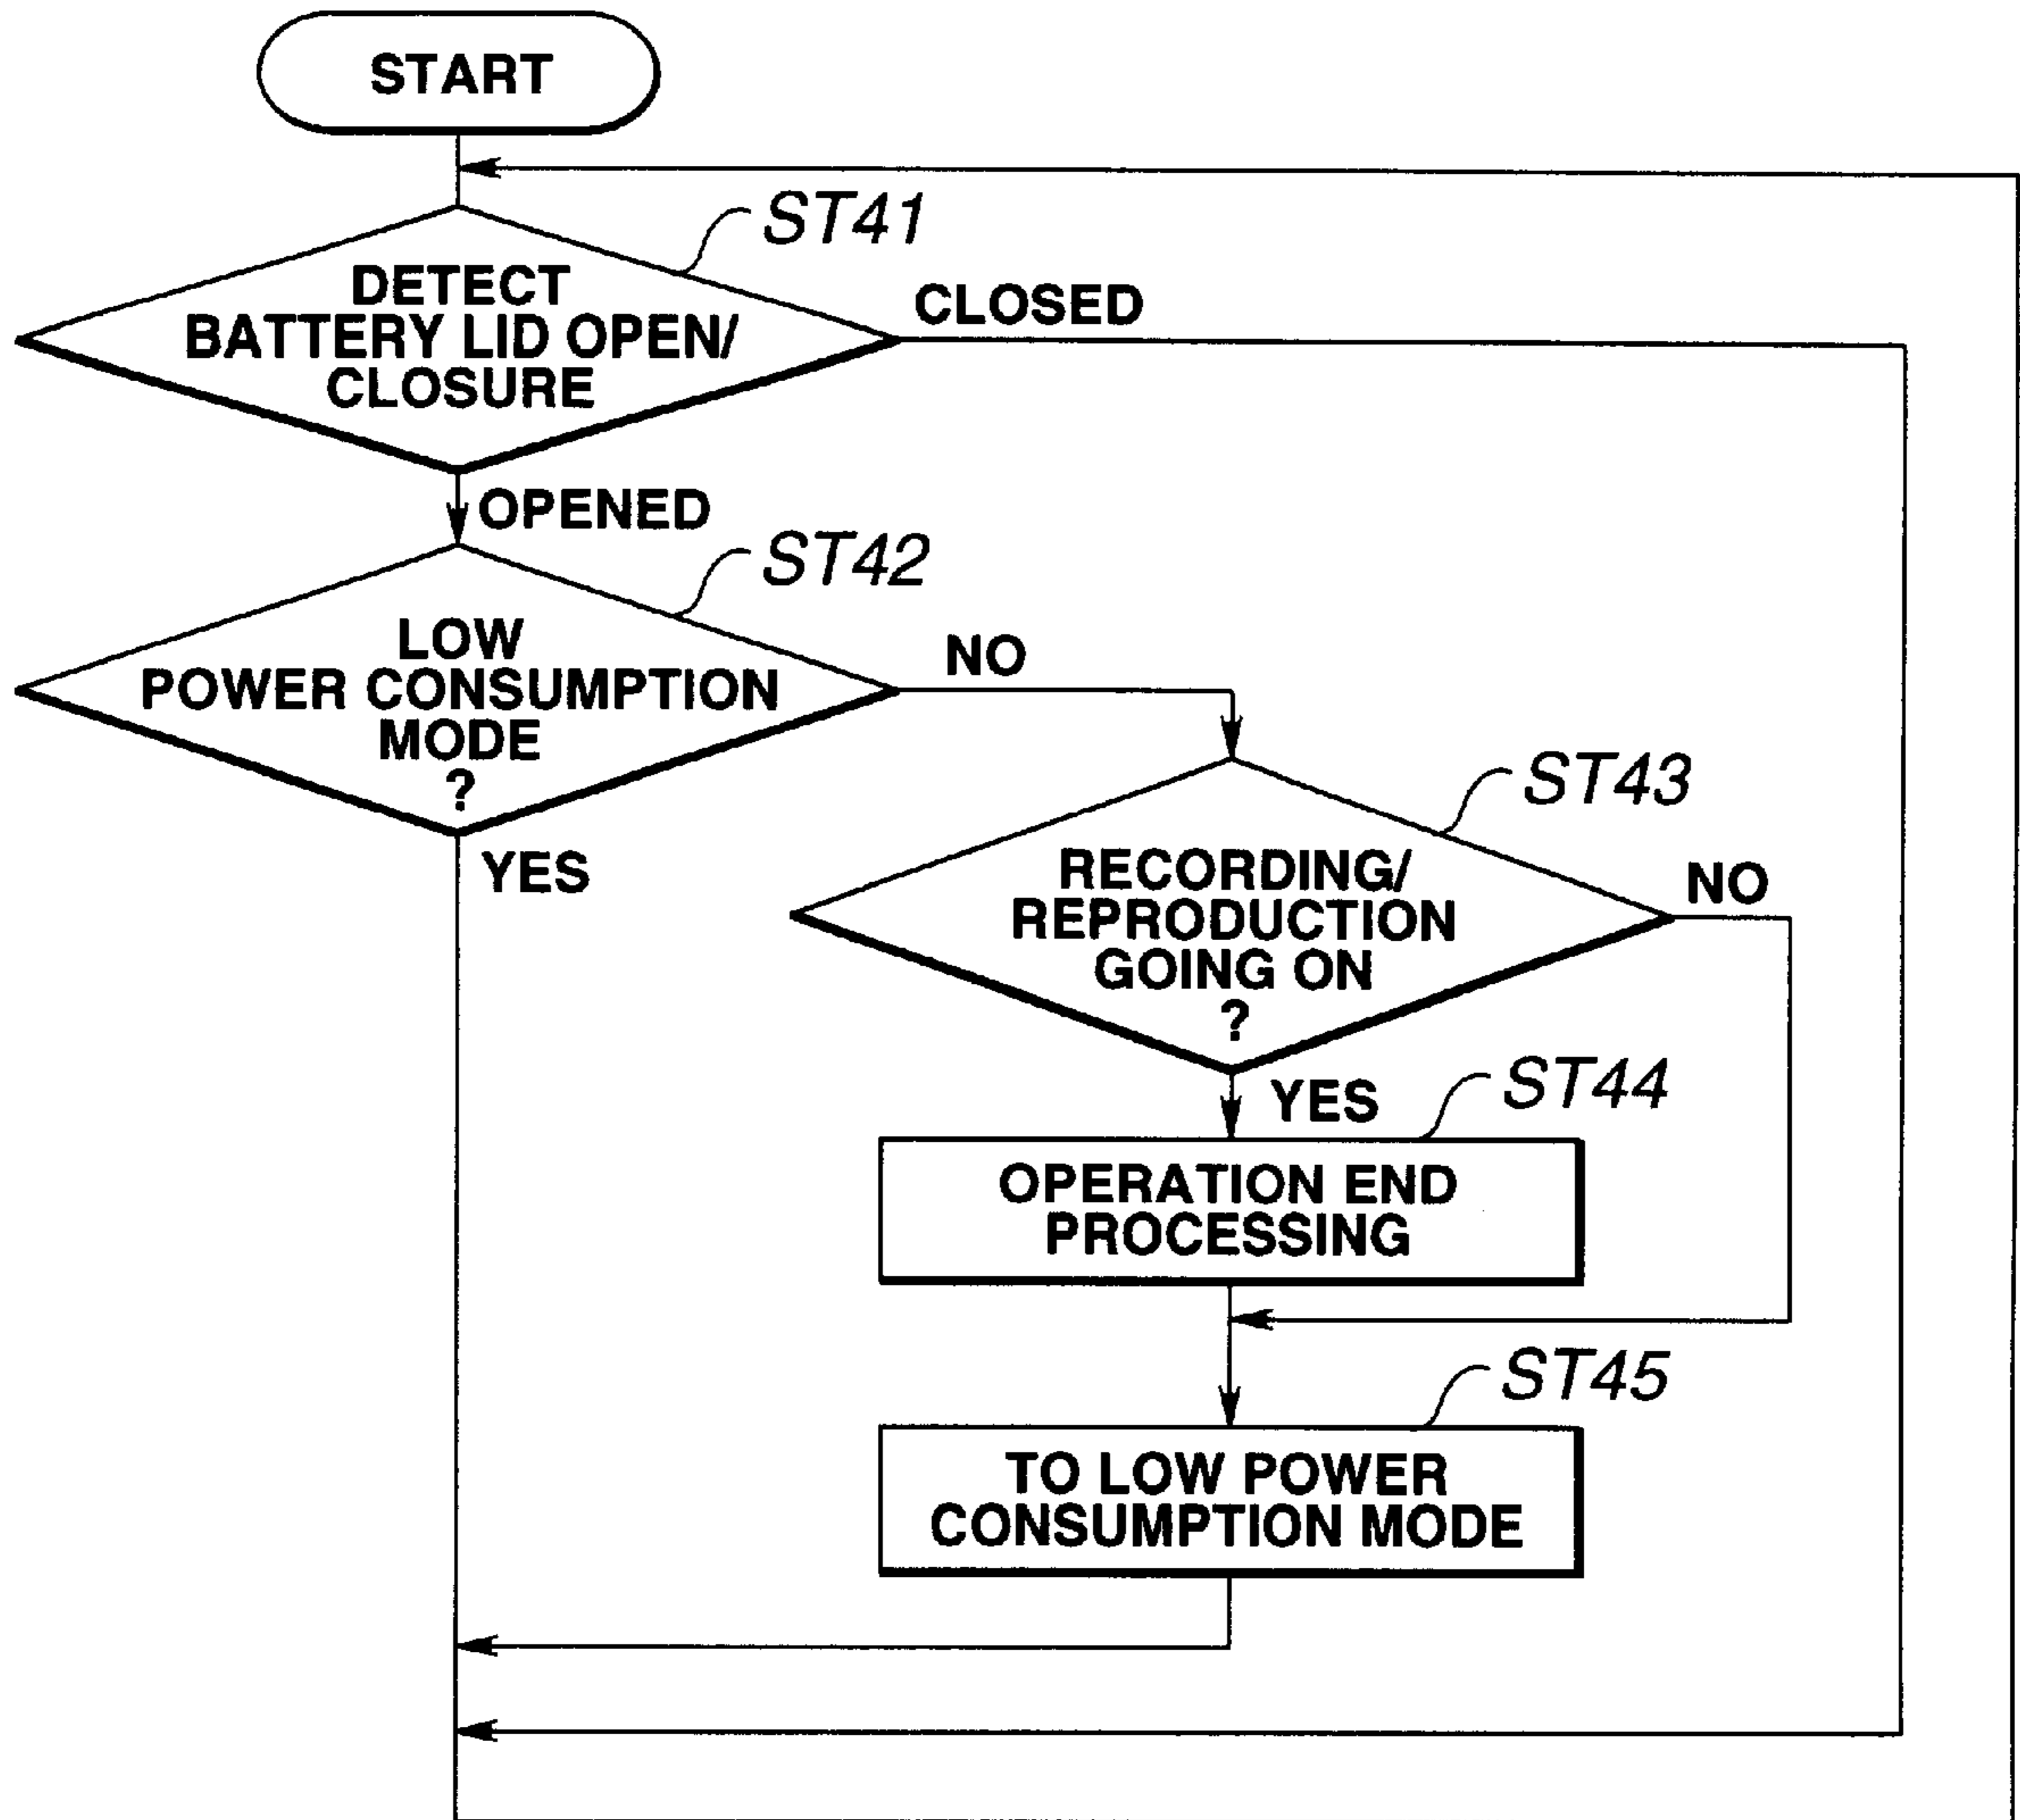 START
ST41
DETECT
BATTERY LID OPEN/
CLOSURE
CLOSED
OPENED
ST42
LOW
POWER CONSUMPTION
MODE
?
NO
YES
ST43
RECORDING/
REPRODUCTION
GOING ON
?
NO
YES
ST44
OPERATION END
PROCESSING
ST45
TO LOW POWER
CONSUMPTION MODE